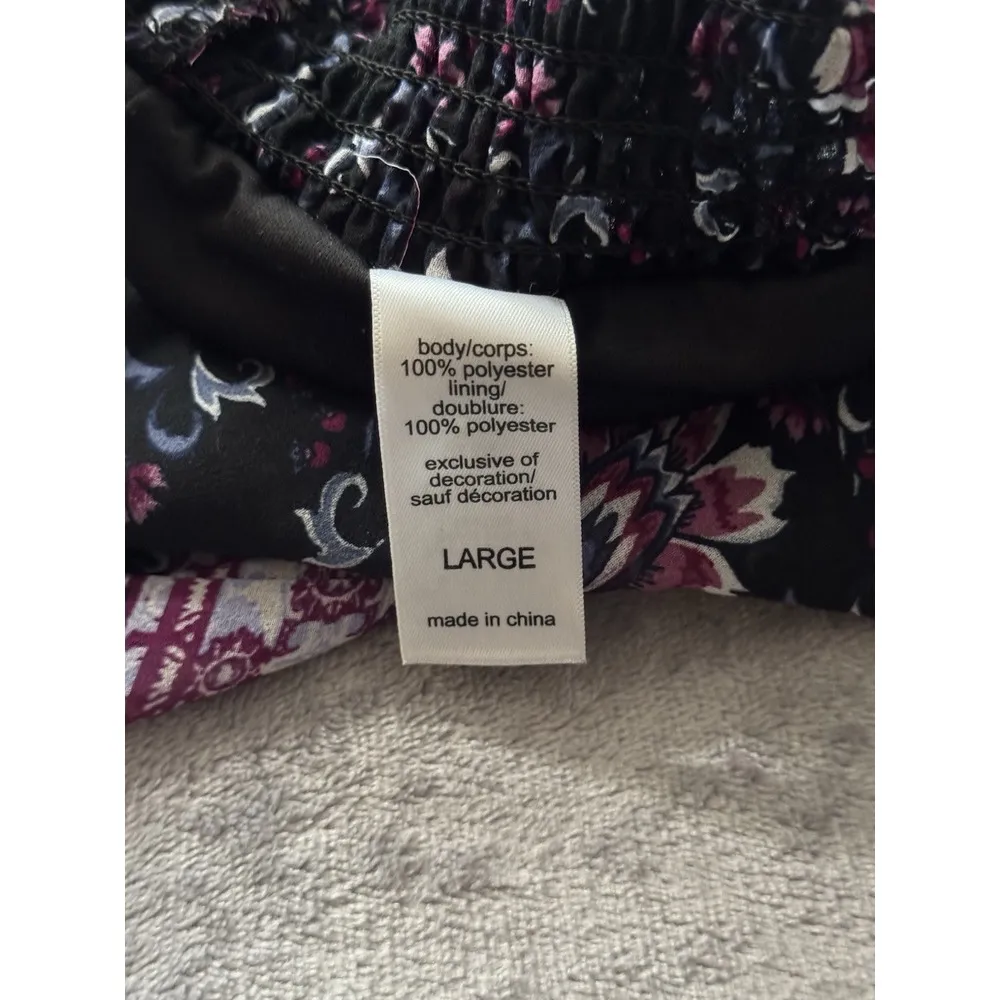 body/corps:
100% polyester
lining/
doublure:
100% polyester
exclusive of
decoration/
sauf décoration
LARGE
made in china